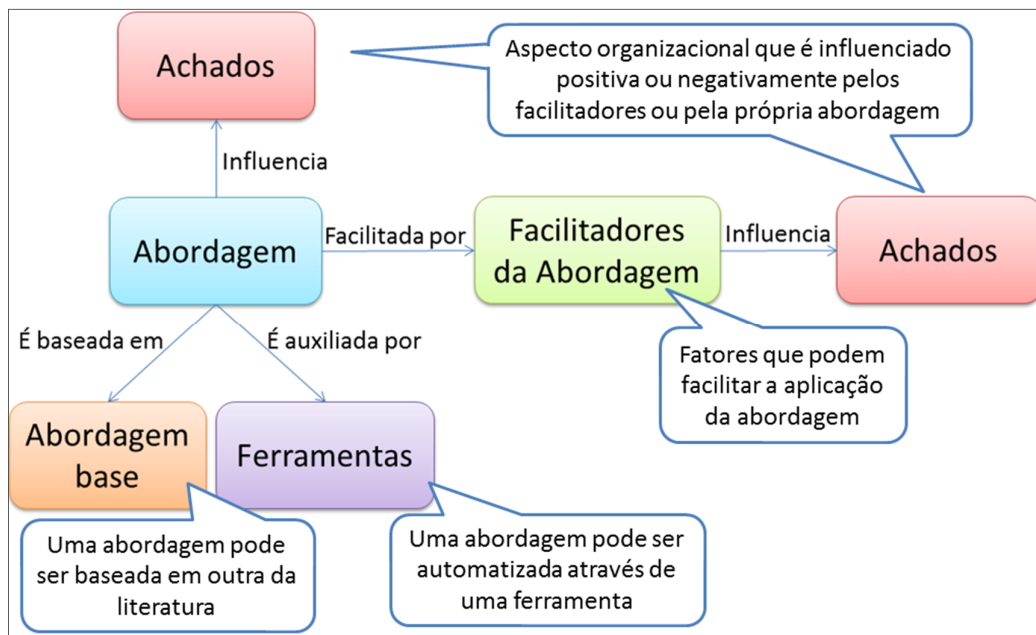 Achados
Aspecto organizacional que é influenciado
positiva ou negativamente pelos
facilitadores ou pela própria abordagem
Influencia
Abordagem
Facilitada por
Facilitadores
da Abordagem
Influencia
Achados
É baseada em
É auxiliada por
Fatores que podem
facilitar a aplicação
da abordagem
Abordagem
base
Ferramentas
Uma abordagem pode
ser baseada em outra da
literatura
Uma abordagem pode ser
automatizada através de
uma ferramenta